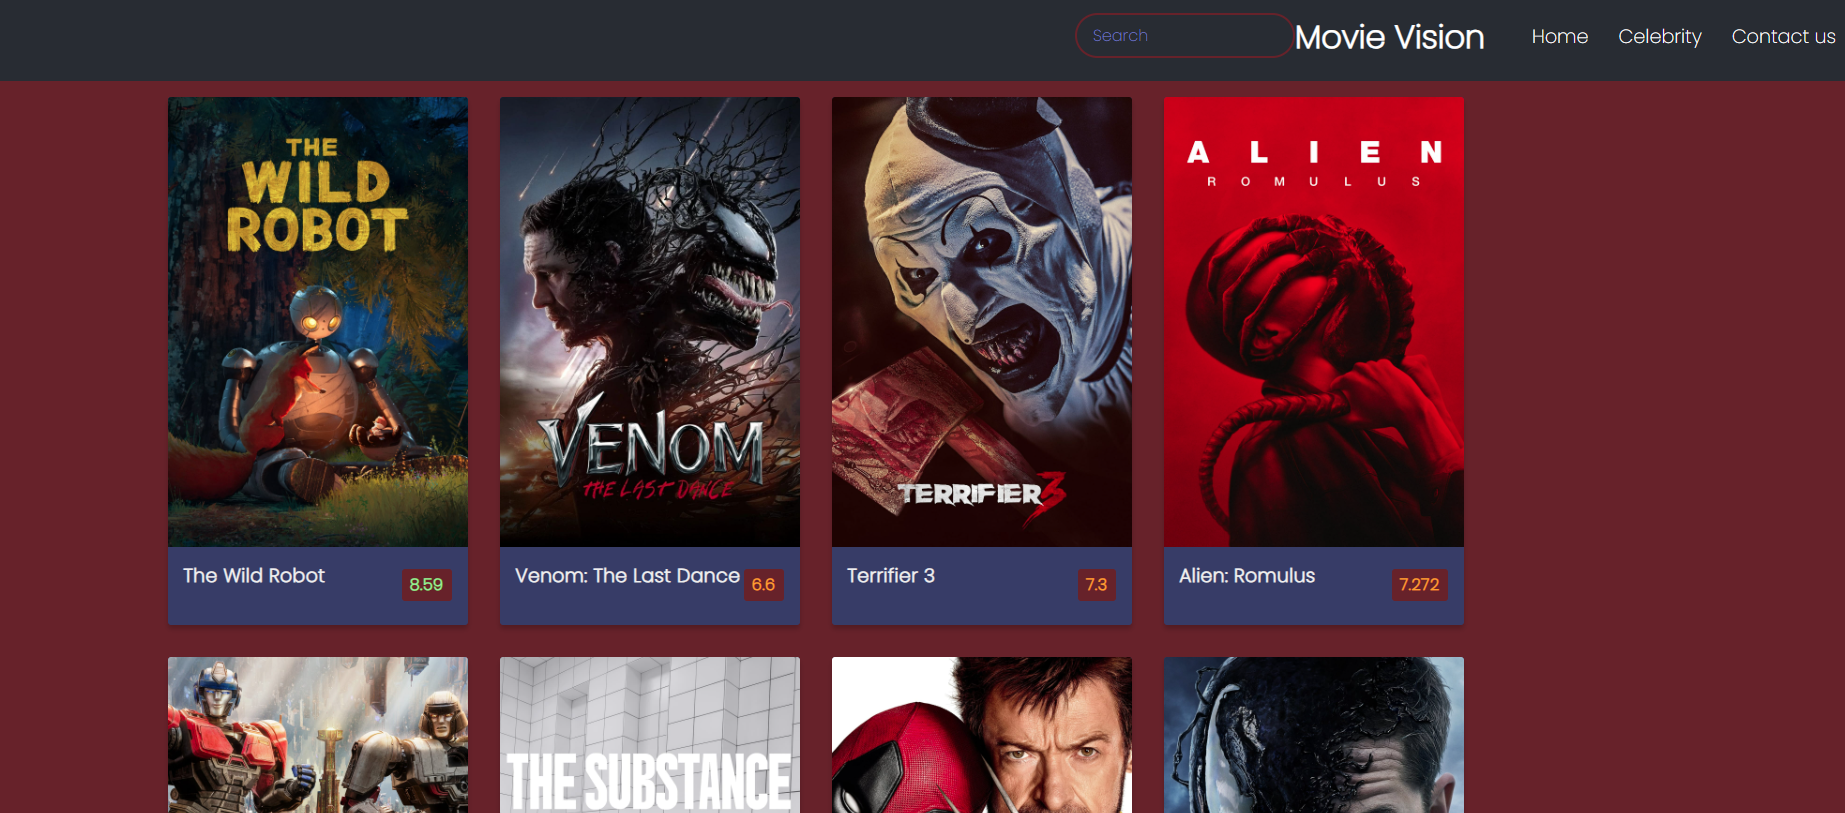 Search
Movie Vision
Home
Celebrity
Contact us
THE
WILD
ROBOT
VENOM
THE LAST DANCE
TERRIFIER 3
ALIEN
ROMULUS
The Wild Robot
8.59
Venom: The Last Dance
6.6
Terrifier 3
7.3
Alien: Romulus
7.272
THE SUBSTANCE